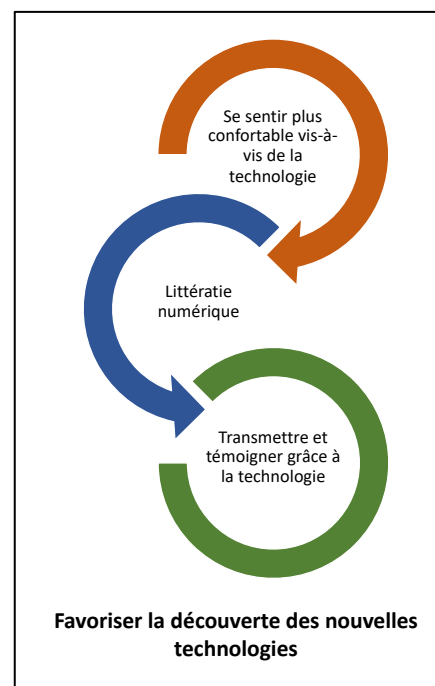 Se sentir plus
confortable vis-à-
vis de la
technologie
Littératie
numérique
Transmettre et
témoigner grâce à
la technologie
Favoriser la découverte des nouvelles
technologies